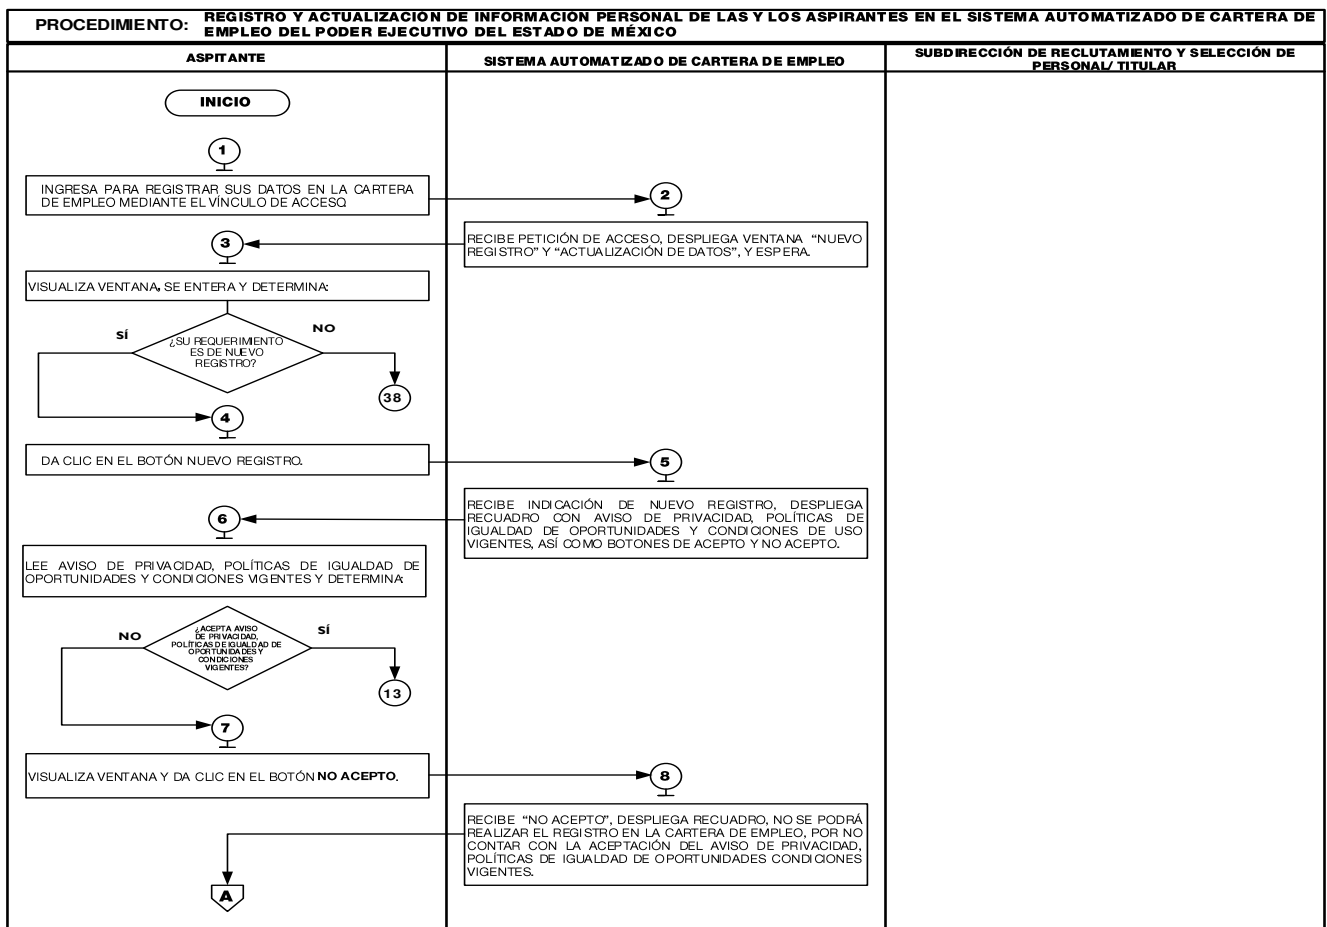 PROCEDIMIENTO:
REGISTRO Y ACTUALIZACIÓN DE INFORMACIÓN PERSONAL DE LAS Y LOS ASPIRANTES EN EL SISTEMA AUTOMATIZADO DE CARTERA DE
EMPLEO DEL PODER EJECUTIVO DEL ESTADO DE MÉXICO
ASPITANTE
SISTEMA AUTOMATIZADO DE CARTERA DE EMPLEO
SUBDIRECCIÓN DE RECLUTAMIENTO Y SELECCIÓN DE
PERSONAL/ TITULAR
INICIO
1
INGRESA PARA REGISTRAR SUS DATOS EN LA CARTERA
DE EMPLEO MEDIANTE EL VÍNCULO DE ACCESO.
2
RECIBE PETICIÓN DE ACCESO, DESPLIEGA VENTANA “NUEVO
REGISTRO” Y “ACTUALIZACIÓN DE DATOS”, Y ESPERA.
3
VISUALIZA VENTANA, SE ENTERA Y DETERMINA:
SÍ
NO
¿SU REQUERIMIENTO
ES DE NUEVO
REGISTRO?
38
4
DA CLIC EN EL BOTÓN NUEVO REGISTRO.
5
RECIBE INDICACIÓN DE NUEVO REGISTRO, DESPLIEGA
RECUADRO CON AVISO DE PRIVACIDAD, POLÍTICAS DE
IGUALDAD DE OPORTUNIDADES Y CONDICIONES DE USO
VIGENTES, ASÍ COMO BOTONES DE ACEPTO Y NO ACEPTO.
6
LEE AVISO DE PRIVACIDAD, POLÍTICAS DE IGUALDAD DE
OPORTUNIDADES Y CONDICIONES VIGENTES Y DETERMINA:
NO
SÍ
¿ACEPTA AVISO
DE PRIVACIDAD,
POLÍTICAS DE IGUALDAD DE
OPORTUNIDADES Y
CONDICIONES
VIGENTES?
13
7
VISUALIZA VENTANA Y DA CLIC EN EL BOTÓN NO ACEPTO.
8
RECIBE “NO ACEPTO”, DESPLIEGA RECUADRO, NO SE PODRÁ
REALIZAR EL REGISTRO EN LA CARTERA DE EMPLEO, POR NO
CONTAR CON LA ACEPTACIÓN DEL AVISO DE PRIVACIDAD,
POLÍTICAS DE IGUALDAD DE OPORTUNIDADES CONDICIONES
VIGENTES.
A